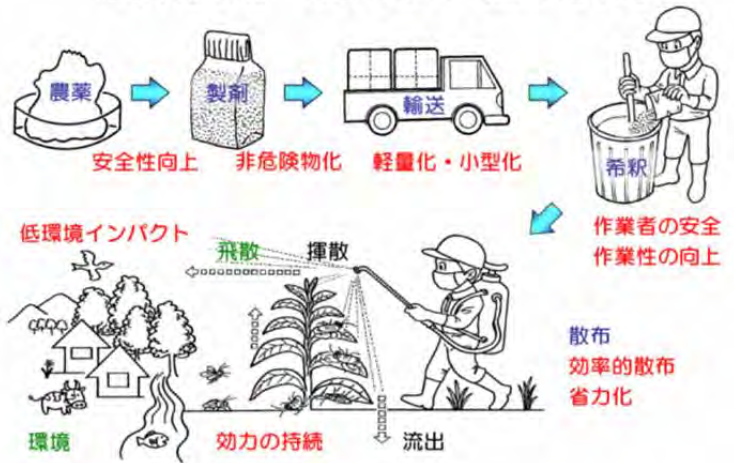 農薬
製剤
輸送
希釈
安全性向上
非危険物化
軽量化・小型化
作業者の安全
作業性の向上
低環境インパクト
飛散
揮散
散布
効率的散布
省力化
環境
効力の持続
流出